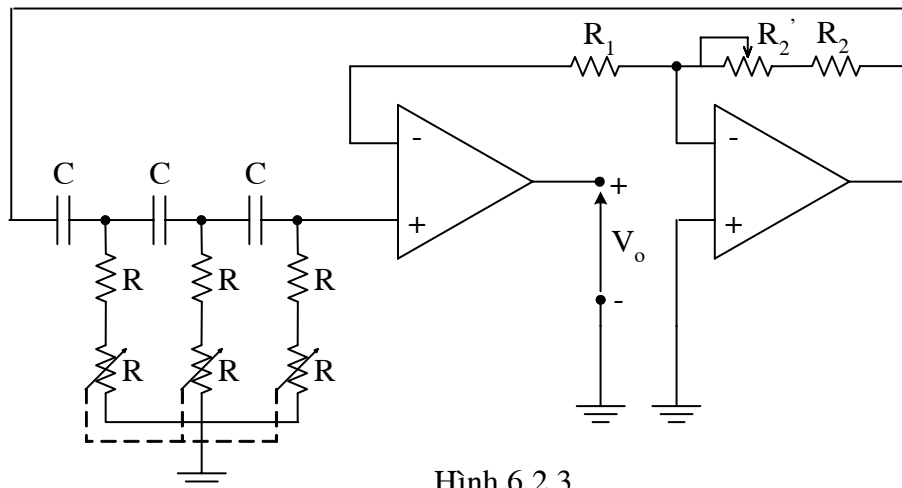 R1 R2' R2
- -
C C C
+ + +
Vo
R R R
-
R R R
Hình 6.2.3